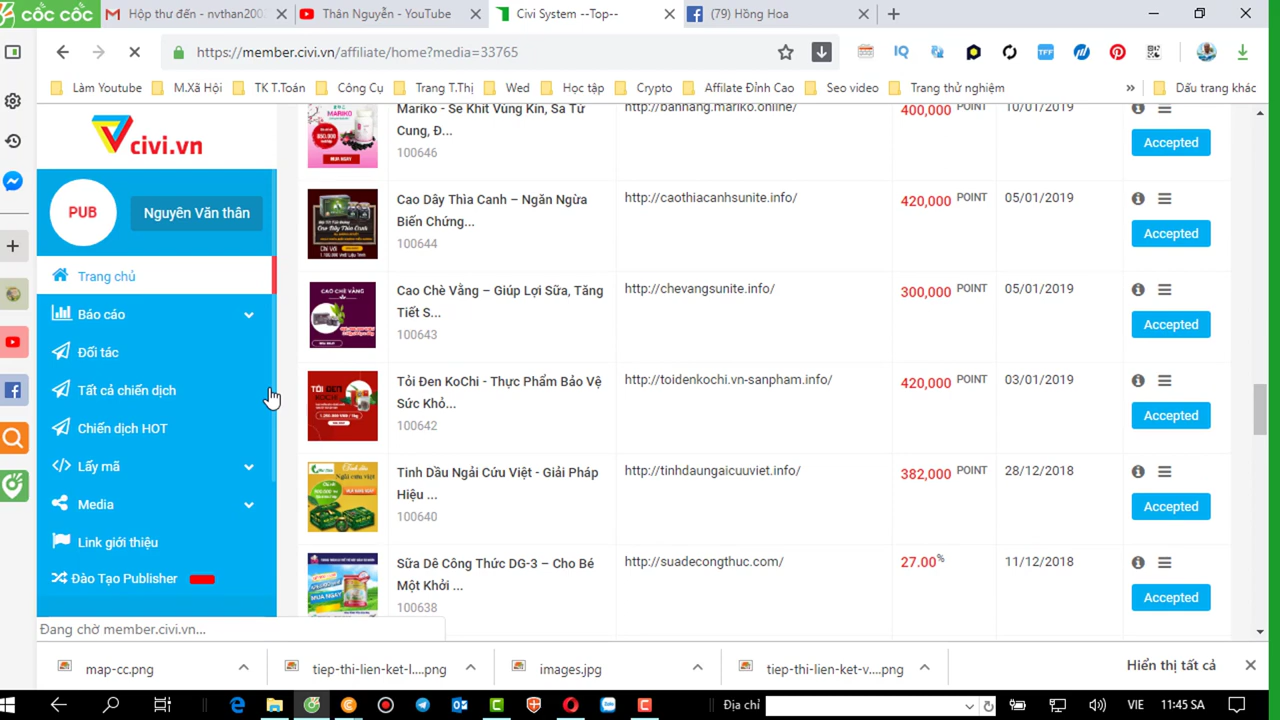 cốc cốc
Hộp thư đến - nvthan200
Thân Nguyễn - YouTube
Civi System --Top--
(79) Hồng Hoa
https://member.civi.vn/affiliate/home?media=33765
Làm Youtube
M.Xã Hội
TK T.Toán
Công Cụ
Trang T.Thị
Wed
Học tập
Crypto
Affilate Đỉnh Cao
Seo video
Trang thử nghiệm
»
Dấu trang khác
civi.vn
PUB
Nguyên Văn thân
Trang chủ
Báo cáo
Đối tác
Tất cả chiến dịch
Chiến dịch HOT
Lấy mã
Media
Link giới thiệu
Đào Tạo Publisher
Đang chờ member.civi.vn...
MARIKO
Mariko - Se Khít Vùng Kín, Sa Tử
Cung, Đ...
100646
http://banhang.mariko.online/
400,000 POINT
10/01/2019
Accepted
Cao Dây Thìa Canh – Ngăn Ngừa
Biến Chứng...
100644
http://caothiacanhsunite.info/
420,000 POINT
05/01/2019
Accepted
CAO CHÈ VẰNG
Cao Chè Vằng – Giúp Lợi Sữa, Tăng
Tiết S...
100643
http://chevangsunite.info/
300,000 POINT
05/01/2019
Accepted
TỎI ĐEN
Tỏi Đen KoChi - Thực Phẩm Bảo Vệ
Sức Khỏ...
100642
http://toidenkochi.vn-sanpham.info/
420,000 POINT
03/01/2019
Accepted
Tinh Dầu Ngải Cứu Việt - Giải Pháp
Hiệu ...
100640
http://tinhdaungaicuuviet.info/
382,000 POINT
28/12/2018
Accepted
Sữa Dê Công Thức DG-3 – Cho Bé
Một Khởi ...
100638
http://suadecongthuc.com/
27.00%
11/12/2018
Accepted
map-cc.png
tiep-thi-lien-ket-l....png
images.jpg
tiep-thi-lien-ket-v....png
Hiển thị tất cả
Địa chỉ
VIE
11:45 SA